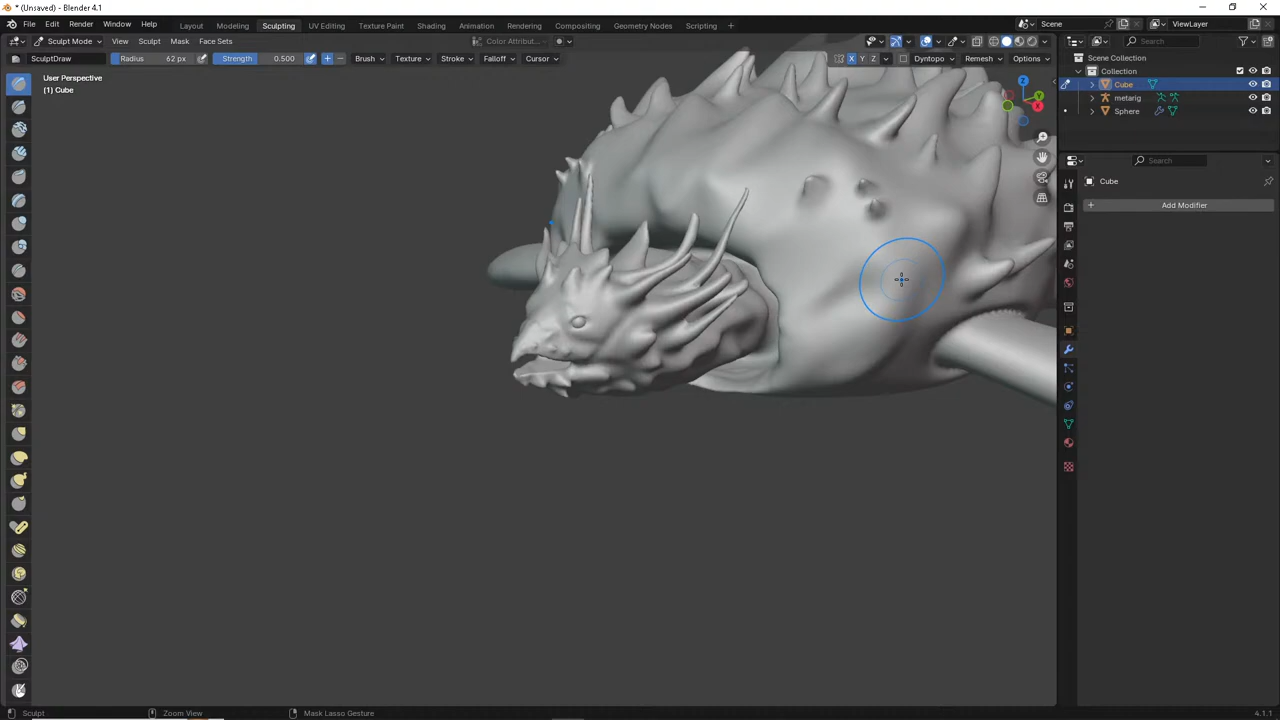 * (Unsaved) - Blender 4.1
File Edit Render Window Help Layout Modeling Sculpting UV Editing Texture Paint Shading Animation Rendering Compositing Geometry Nodes Scripting + Scene ViewLayer
Sculpt Mode View Sculpt Mask Face Sets Color Attribut... Search
SculptDraw Radius 62 px Strength 0.500 Brush Texture Stroke Falloff Cursor X Y Z Dyntopo Remesh Options
Scene Collection
Collection
Cube
metarig
Sphere
User Perspective
(1) Cube
Z
Y
X
Search
Cube
+ Add Modifier
Sculpt Zoom View Mask Lasso Gesture 4.1.1